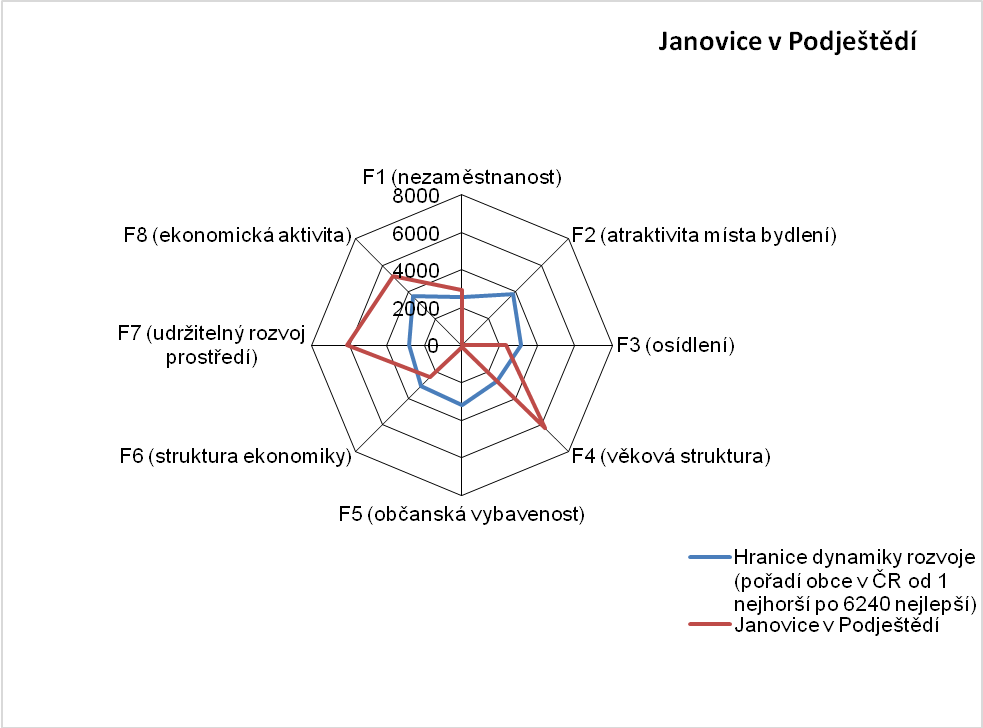 Janovice v Podještědí
F1 (nezaměstnanost)
8000
F8 (ekonomická aktivita)
F2 (atraktivita místa bydlení)
6000
4000
2000
F7 (udržitelný rozvoj
prostředí)
0
F3 (osídlení)
F6 (struktura ekonomiky)
F4 (věková struktura)
F5 (občanská vybavenost)
Hranice dynamiky rozvoje
(pořadí obce v ČR od 1
nejhorší po 6240 nejlepší)
Janovice v Podještědí